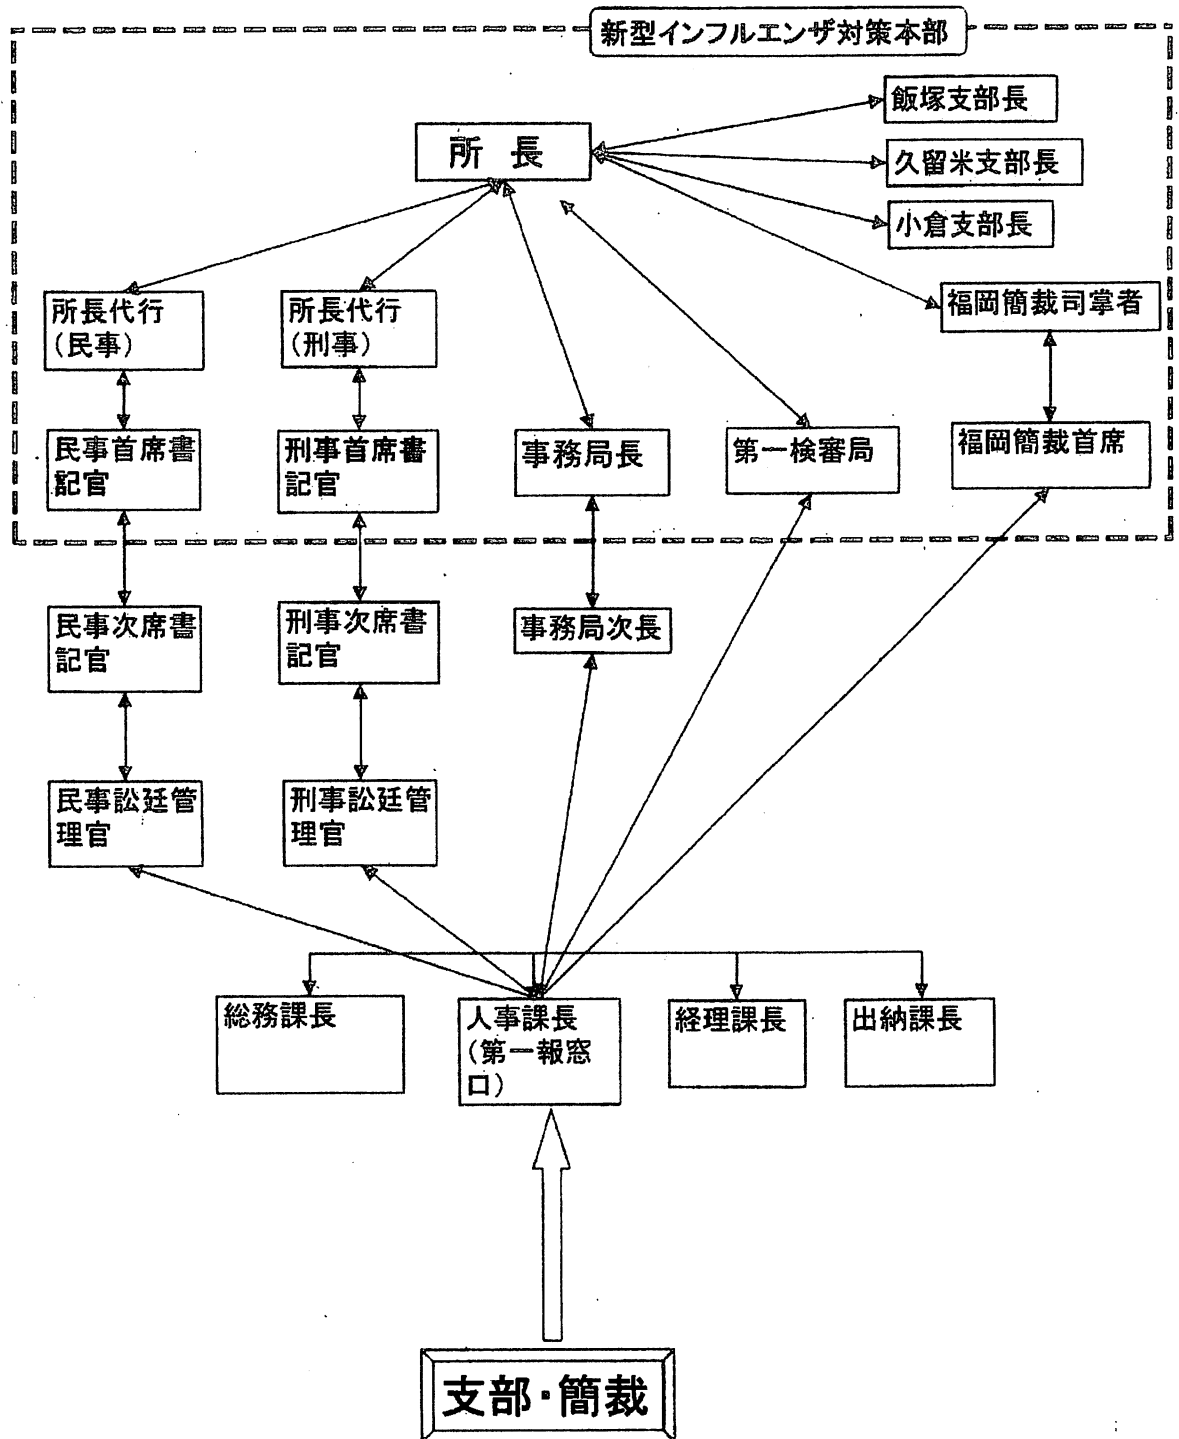 新型インフルエンザ対策本部
飯塚支部長
所 長
久留米支部長
小倉支部長
所長代行
(民事)
所長代行
(刑事)
福岡簡裁司掌者
民事首席書
記官
刑事首席書
記官
事務局長
第一検審局
福岡簡裁首席
民事次席書
記官
刑事次席書
記官
事務局次長
民事訟廷管
理官
刑事訟廷管
理官
総務課長
人事課長
(第一報窓
口)
経理課長
出納課長
支部・簡裁